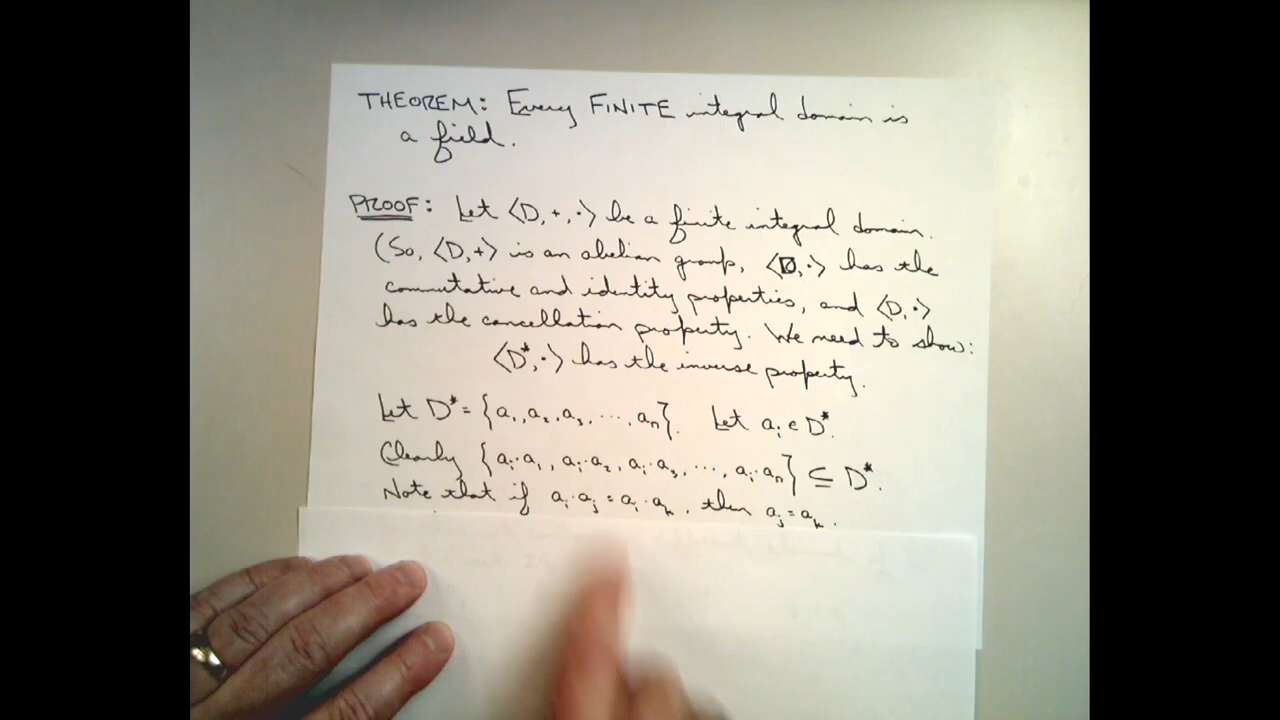 THEOREM: Every FINITE integral domain is
a field.
PROOF: Let ⟨D, +, ·⟩ be a finite integral domain.
(So, ⟨D, +⟩ is an abelian group, ⟨D, ·⟩ has the
commutative and identity properties, and ⟨D, ·⟩
has the cancellation property. We need to show:
⟨D*, ·⟩ has the inverse property.
Let D* = {a₁, a₂, a₃, ..., aₙ}. Let aᵢ ∈ D*.
Clearly {aᵢ·a₁, aᵢ·a₂, aᵢ·a₃, ..., aᵢ·aₙ} ⊆ D*.
Note that if aᵢ·aⱼ = aᵢ·aₖ, then aⱼ = aₖ.